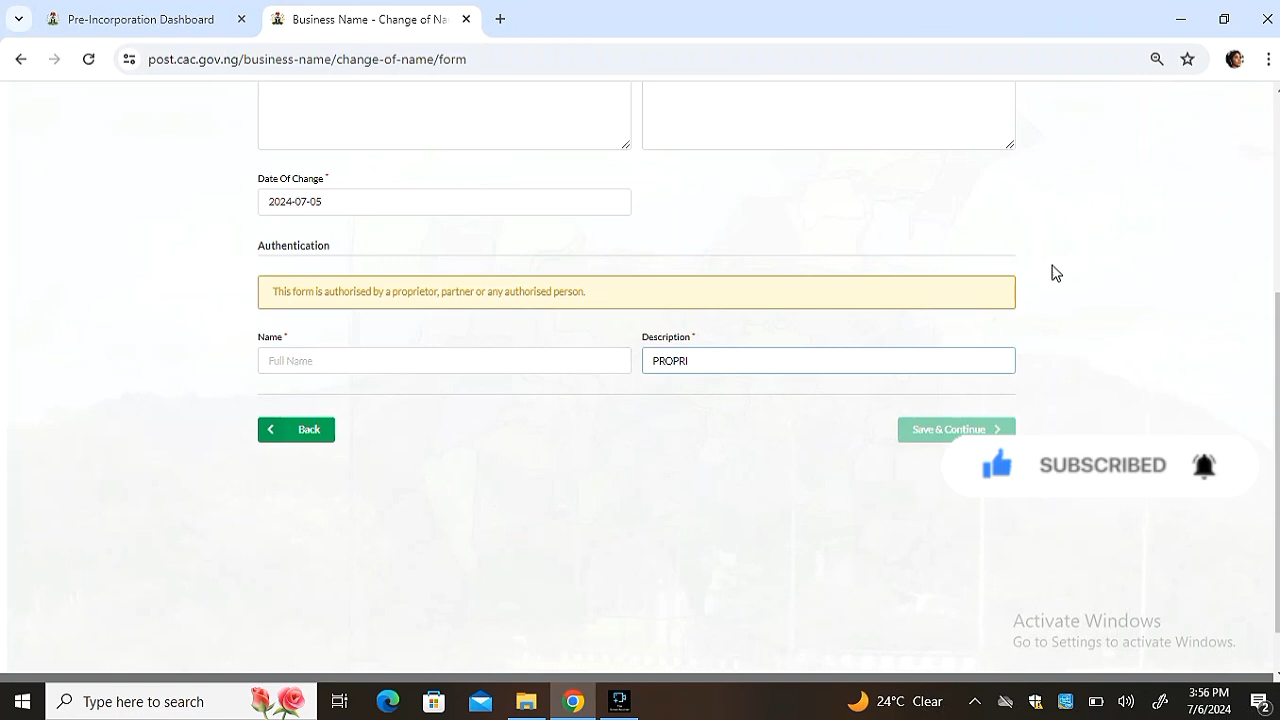 Pre-Incorporation Dashboard
Business Name - Change of Na
post.cac.gov.ng/business-name/change-of-name/form
Date Of Change *
2024-07-05
Authentication
This form is authorised by a proprietor, partner or any authorised person.
Name * Description *
Full Name PROPRI
Back Save & Continue
SUBSCRIBED
Activate Windows
Go to Settings to activate Windows.
Type here to search
24°C Clear
3:56 PM
7/6/2024
2